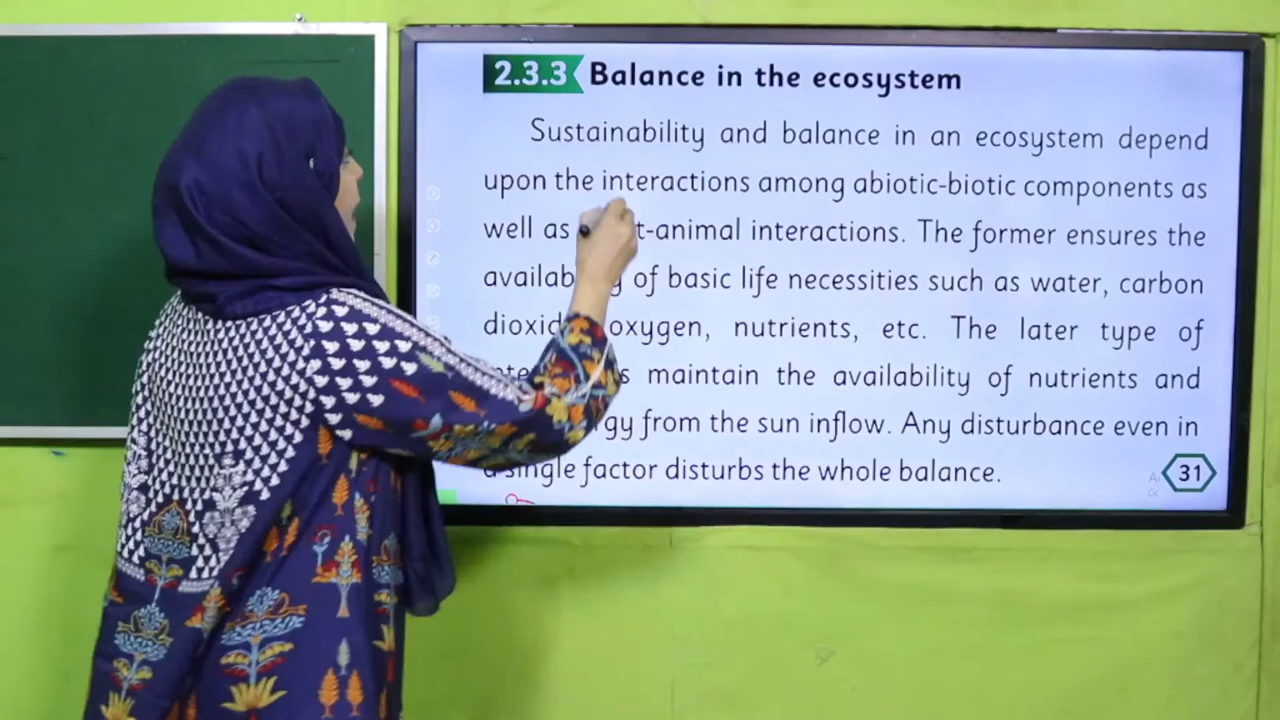 2.3.3 Balance in the ecosystem
Sustainability and balance in an ecosystem depend
upon the interactions among abiotic-biotic components as
well as t-animal interactions. The former ensures the
availab y of basic life necessities such as water, carbon
dioxid oxygen, nutrients, etc. The later type of
s maintain the availability of nutrients and
gy from the sun inflow. Any disturbance even in
a single factor disturbs the whole balance.
31